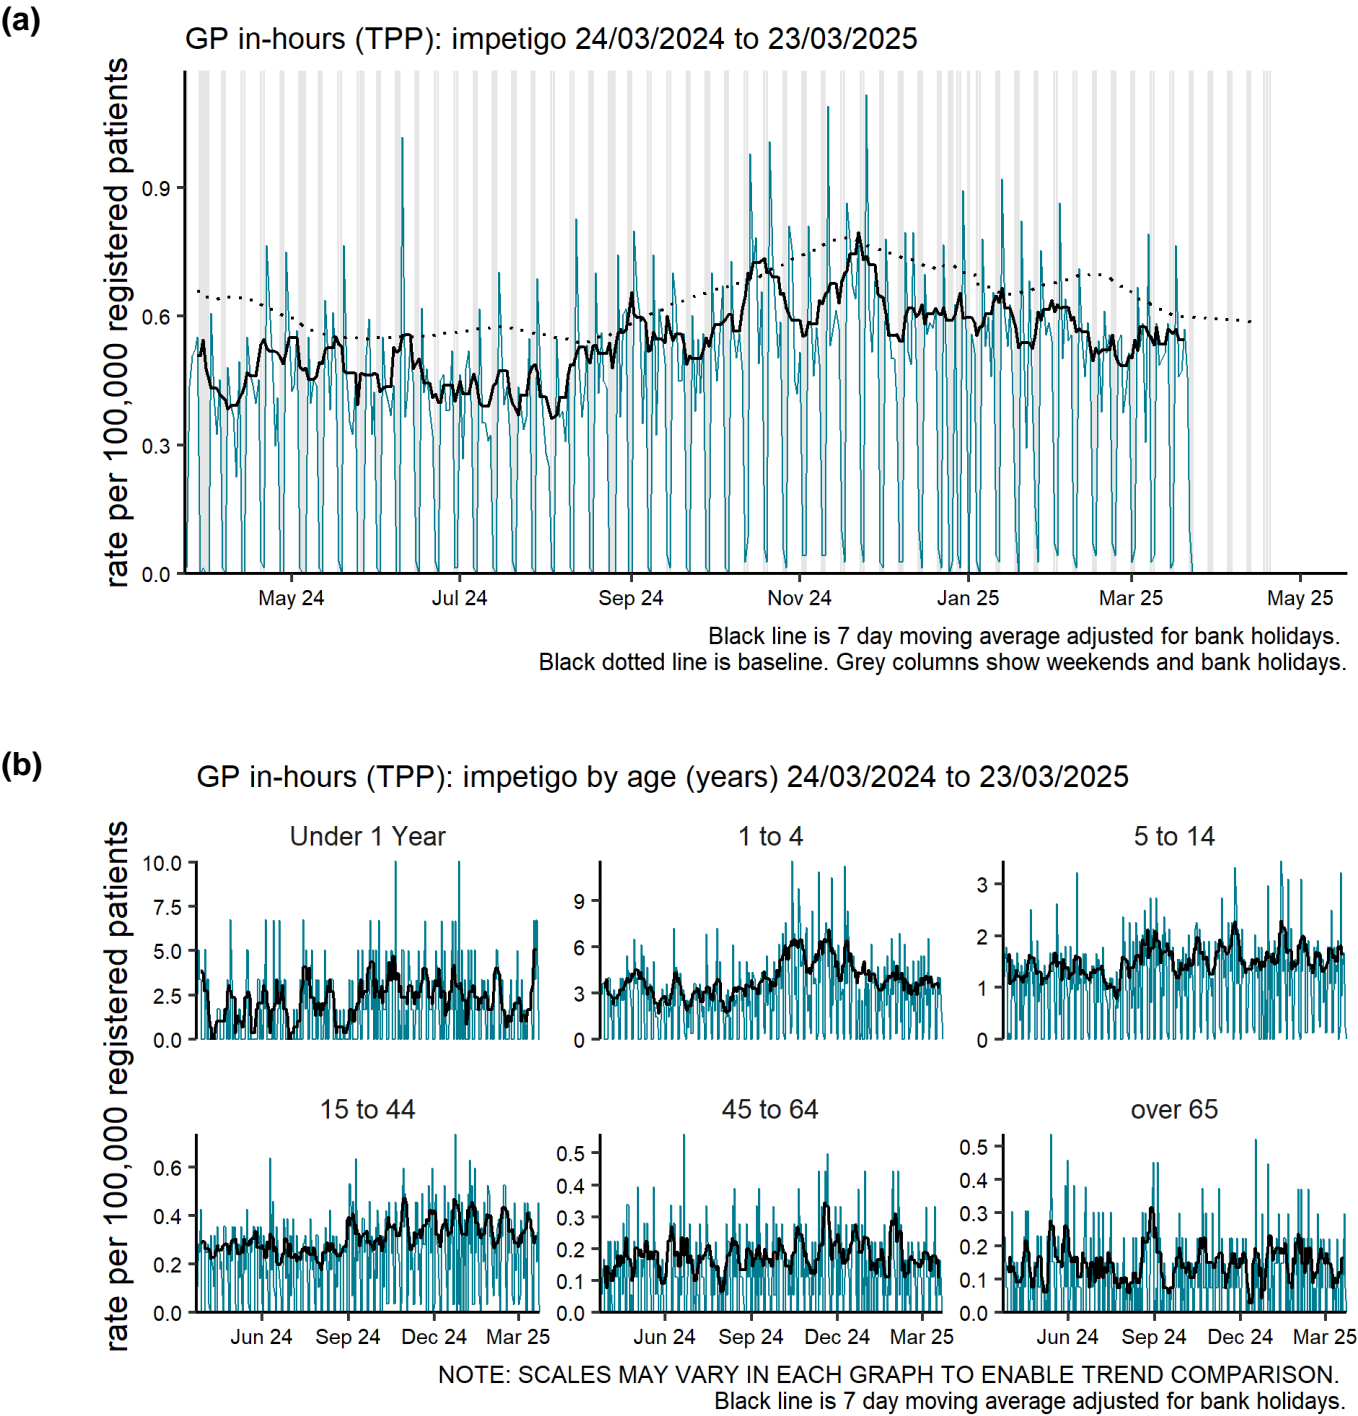 (a)
GP in-hours (TPP): impetigo 24/03/2024 to 23/03/2025
rate per 100,000 registered patients
0.9
0.6
0.3
0.0
May 24 Jul 24 Sep 24 Nov 24 Jan 25 Mar 25 May 25
Black line is 7 day moving average adjusted for bank holidays.
Black dotted line is baseline. Grey columns show weekends and bank holidays.
(b)
GP in-hours (TPP): impetigo by age (years) 24/03/2024 to 23/03/2025
rate per 100,000 registered patients
Under 1 Year
10.0
7.5
5.0
2.5
0.0
1 to 4
9
6
3
0
5 to 14
3
2
1
0
15 to 44
0.6
0.4
0.2
0.0
Jun 24 Sep 24 Dec 24 Mar 25
45 to 64
0.5
0.4
0.3
0.2
0.1
0.0
Jun 24 Sep 24 Dec 24 Mar 25
over 65
0.5
0.4
0.3
0.2
0.1
0.0
Jun 24 Sep 24 Dec 24 Mar 25
NOTE: SCALES MAY VARY IN EACH GRAPH TO ENABLE TREND COMPARISON.
Black line is 7 day moving average adjusted for bank holidays.